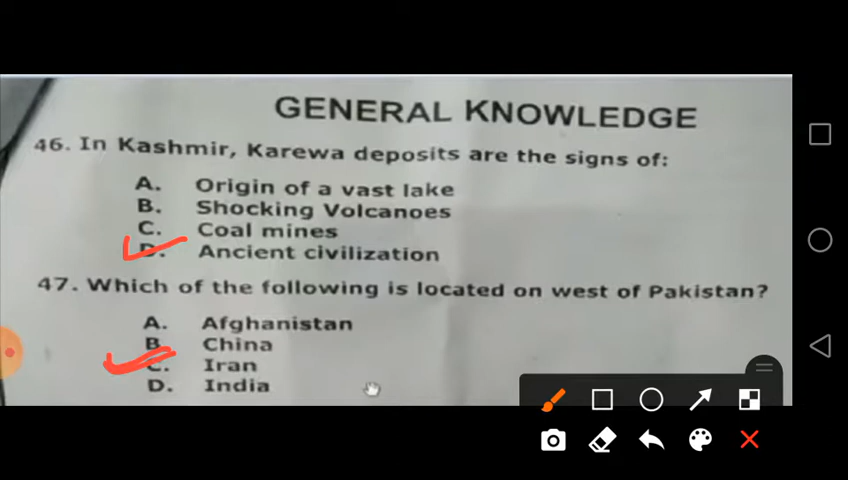 GENERAL KNOWLEDGE
46. In Kashmir, Karewa deposits are the signs of:
A. Origin of a vast lake
B. Shocking Volcanoes
C. Coal mines
D. Ancient civilization
47. Which of the following is located on west of Pakistan?
A. Afghanistan
B. China
C. Iran
D. India